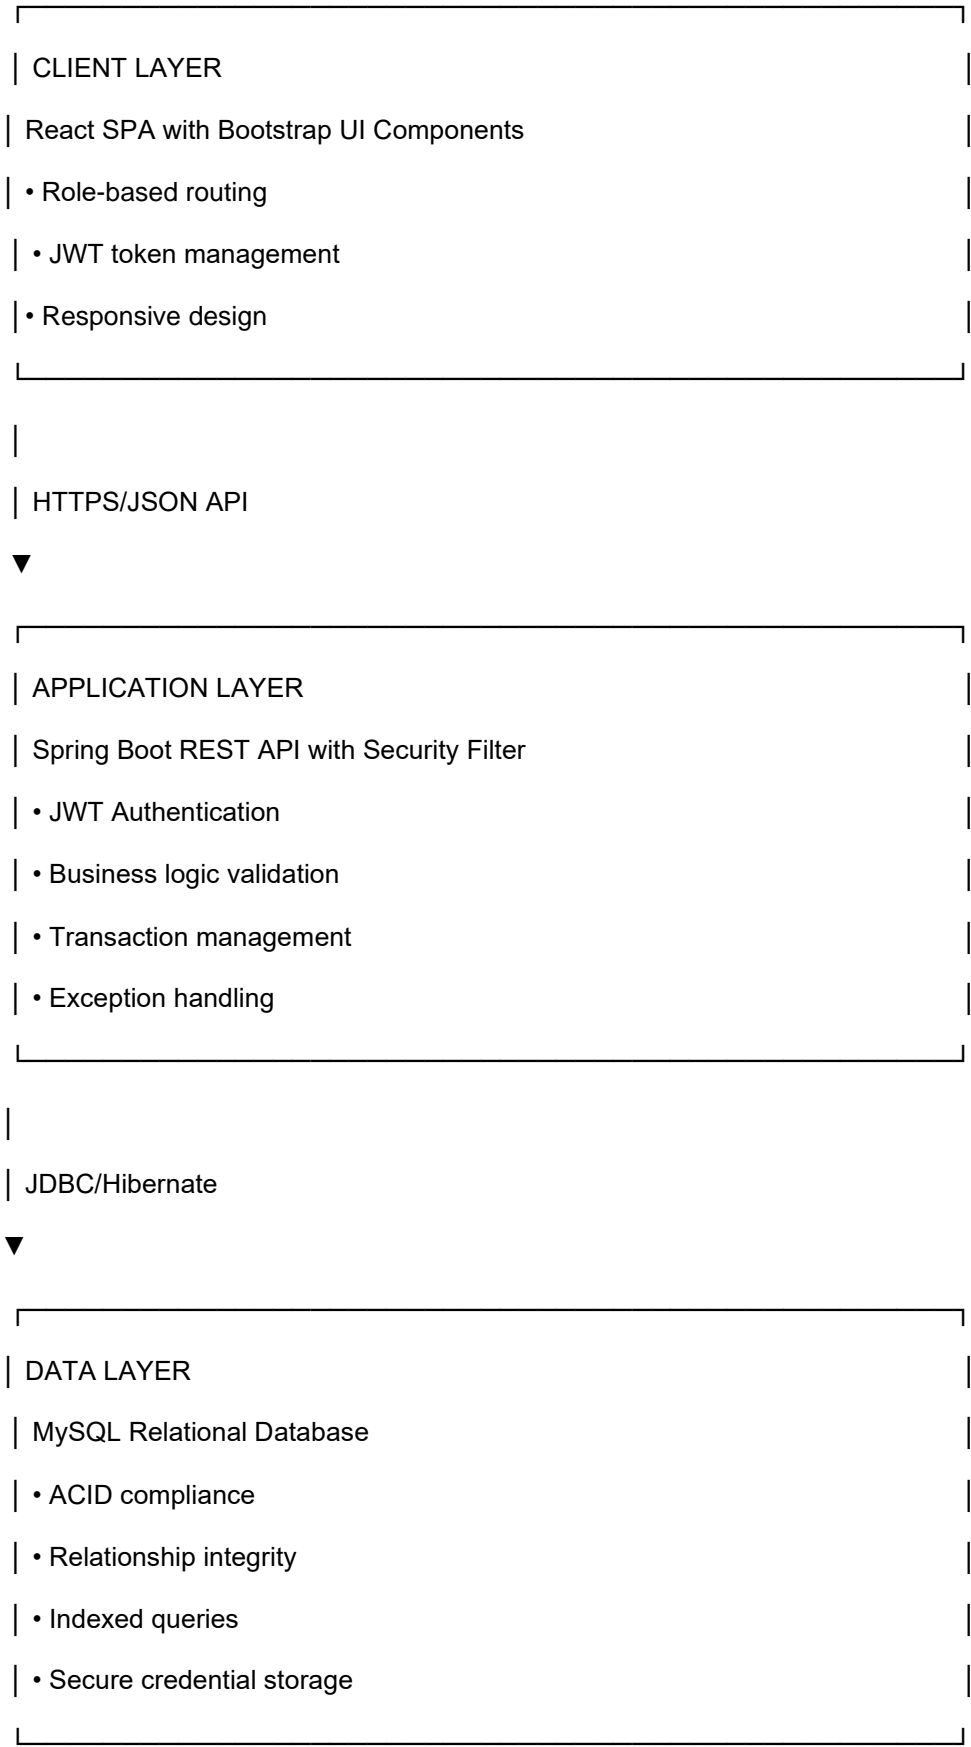 CLIENT LAYER
React SPA with Bootstrap UI Components
• Role-based routing
• JWT token management
• Responsive design
HTTPS/JSON API
▼
APPLICATION LAYER
Spring Boot REST API with Security Filter
• JWT Authentication
• Business logic validation
• Transaction management
• Exception handling
JDBC/Hibernate
▼
DATA LAYER
MySQL Relational Database
• ACID compliance
• Relationship integrity
• Indexed queries
• Secure credential storage